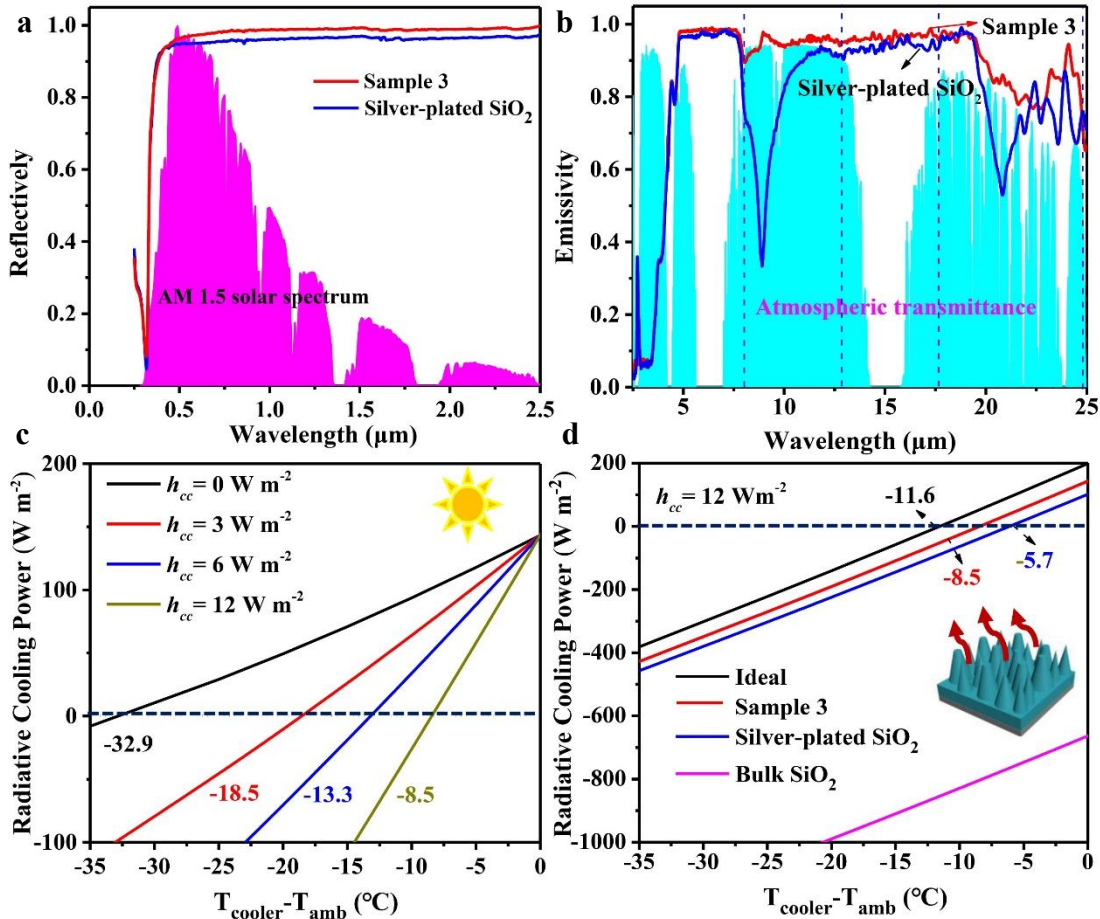 a
Reflectively
1.0
0.8
0.6
0.4
0.2
0.0
Sample 3
Silver-plated SiO2
AM 1.5 solar spectrum
0.0 0.5 1.0 1.5 2.0 2.5
Wavelength (μm)
b
Emissivity
1.0
0.8
0.6
0.4
0.2
0.0
Sample 3
Silver-plated SiO2
Atmospheric transmittance
5 10 15 20 25
Wavelength (μm)
c
Radiative Cooling Power (W m-2)
200
100
0
-100
hcc = 0 W m-2
hcc = 3 W m-2
hcc = 6 W m-2
hcc = 12 W m-2
-32.9
-18.5
-13.3
-8.5
-35 -30 -25 -20 -15 -10 -5 0
Tcooler-Tamb (°C)
d
Radiative Cooling Power (W m-2)
200
0
-200
-400
-600
-800
-1000
hcc = 12 Wm-2
-11.6
-8.5
-5.7
Ideal
Sample 3
Silver-plated SiO2
Bulk SiO2
-35 -30 -25 -20 -15 -10 -5 0
Tcooler-Tamb (°C)